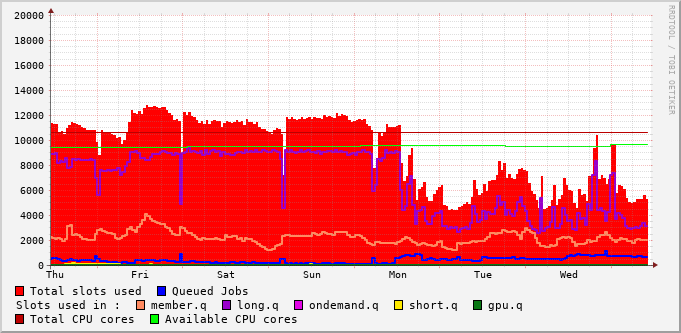 20000
18000
16000
14000
12000
10000
8000
6000
4000
2000
0
Thu Fri Sat Sun Mon Tue Wed
RRDTOOL / TOBI OETIKER
Total slots used Queued Jobs
Slots used in : member.q long.q ondemand.q short.q gpu.q
Total CPU cores Available CPU cores